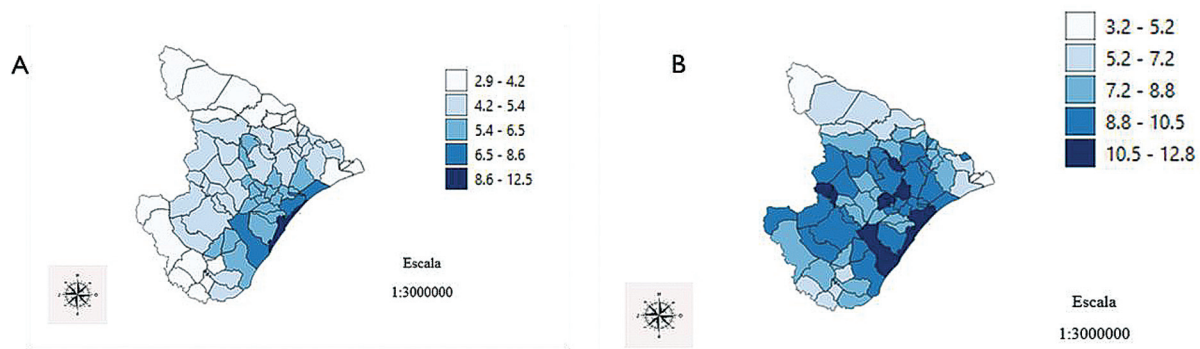 A
2.9 - 4.2
4.2 - 5.4
5.4 - 6.5
6.5 - 8.6
8.6 - 12.5
Escala
1:3000000
B
3.2 - 5.2
5.2 - 7.2
7.2 - 8.8
8.8 - 10.5
10.5 - 12.8
Escala
1:3000000